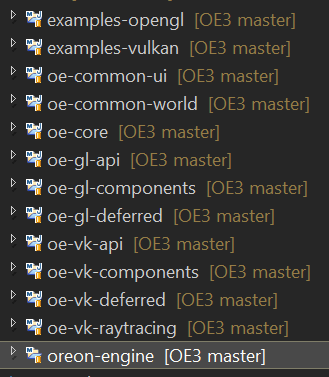 examples-opengl [OE3 master]
examples-vulkan [OE3 master]
oe-common-ui [OE3 master]
oe-common-world [OE3 master]
oe-core [OE3 master]
oe-gl-api [OE3 master]
oe-gl-components [OE3 master]
oe-gl-deferred [OE3 master]
oe-vk-api [OE3 master]
oe-vk-components [OE3 master]
oe-vk-deferred [OE3 master]
oe-vk-raytracing [OE3 master]
oreon-engine [OE3 master]